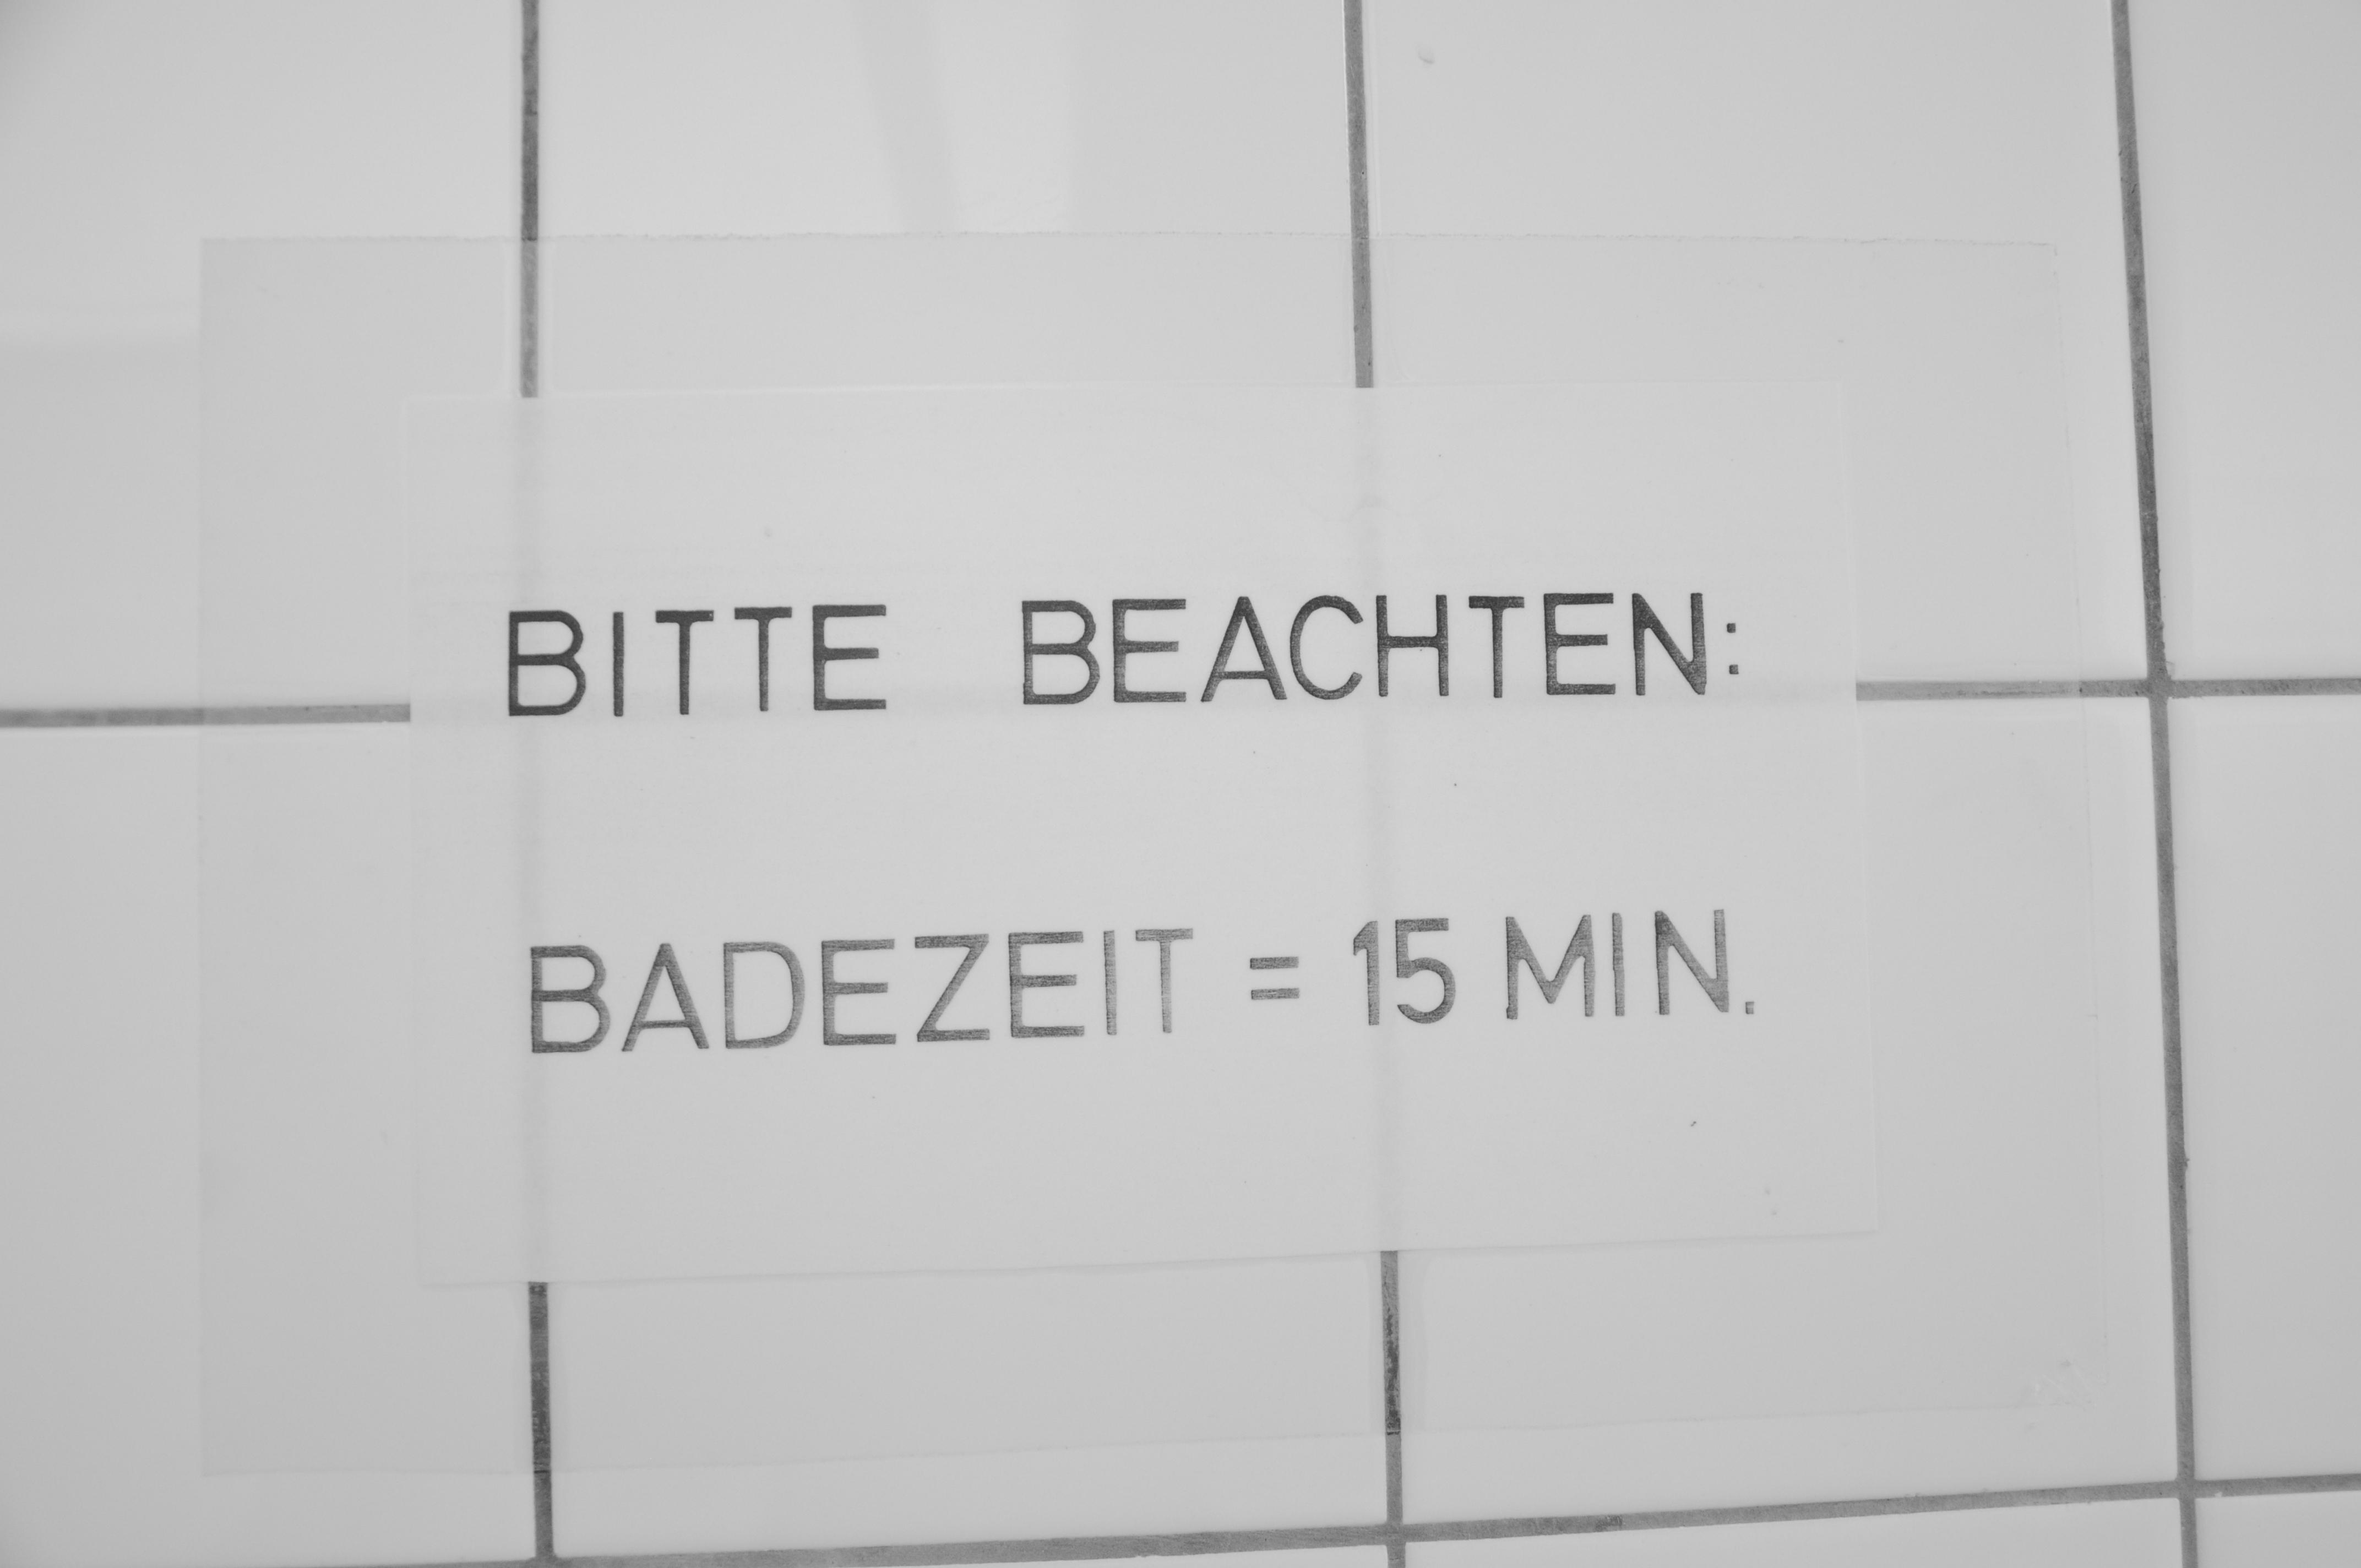 BITTE BEACHTEN:
BADEZEIT = 15 MIN.